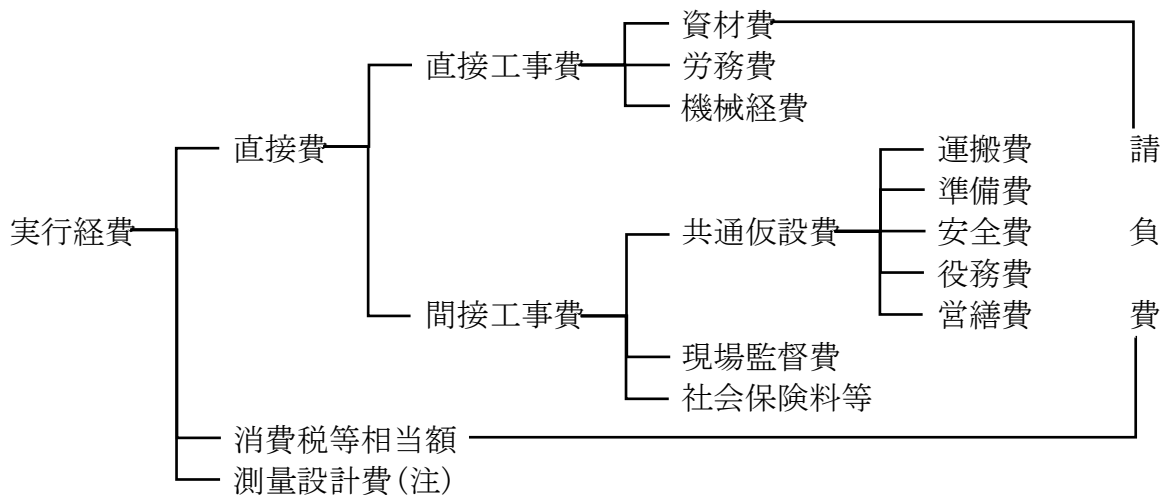 資材費
直接工事費
労務費
機械経費
直接費
運搬費
請
準備費
実行経費
共通仮設費
安全費
負
役務費
間接工事費
営繕費
費
現場監督費
社会保険料等
消費税等相当額
測量設計費(注)